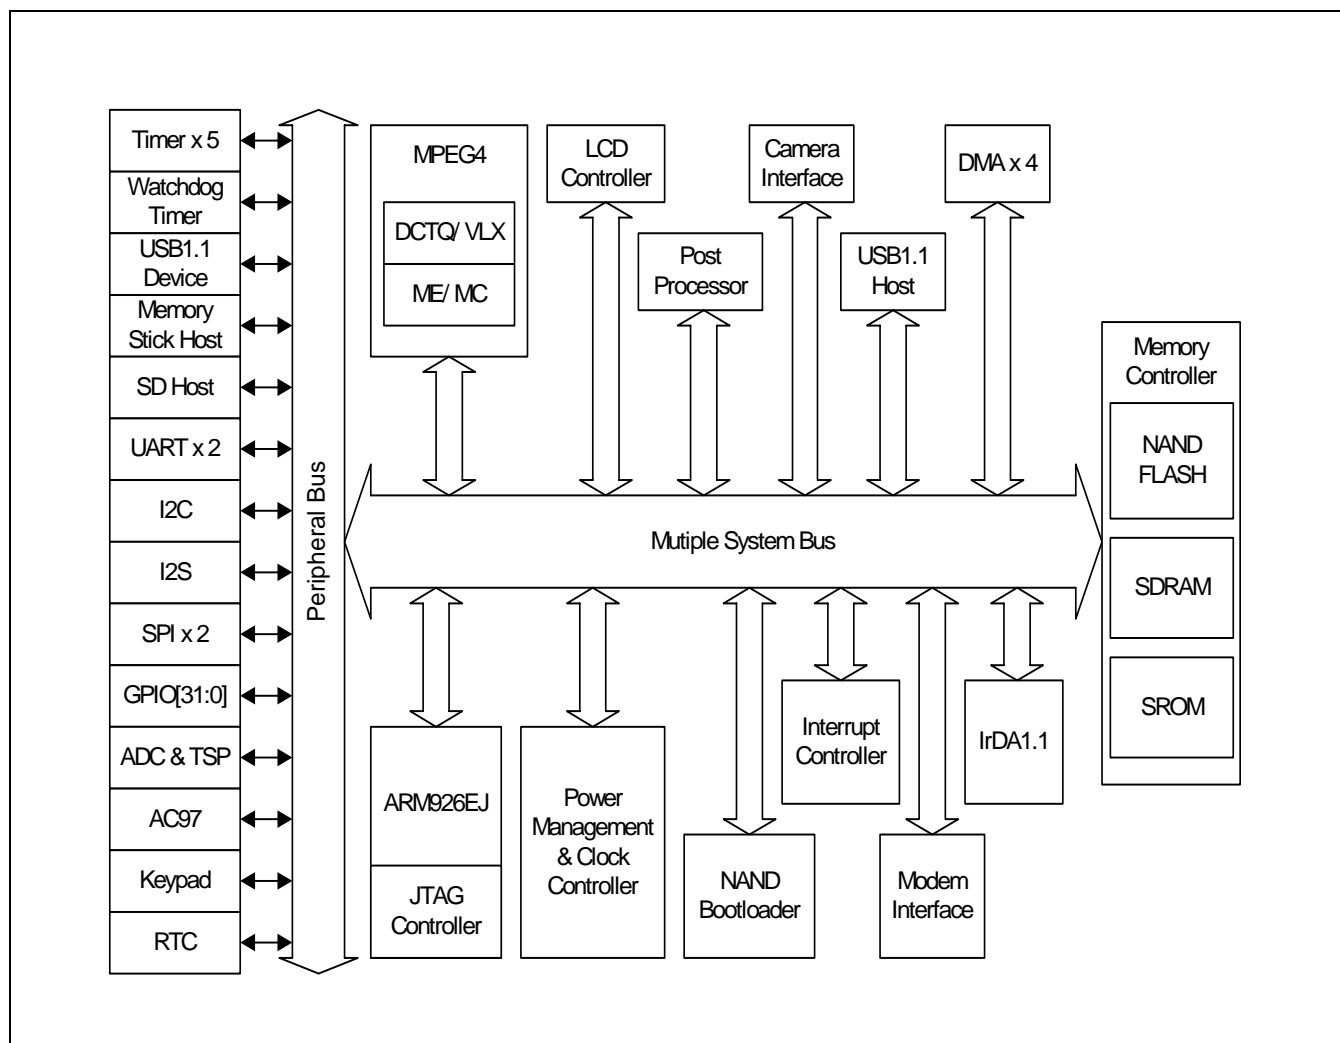 Timer x 5
Watchdog
Timer
USB1.1
Device
Memory
Stick Host
SD Host
UART x 2
I2C
I2S
SPI x 2
GPIO[31:0]
ADC & TSP
AC97
Keypad
RTC
Peripheral Bus
MPEG4
DCTQ/ VLX
ME/ MC
LCD
Controller
Post
Processor
Camera
Interface
USB1.1
Host
DMA x 4
Mutiple System Bus
Memory
Controller
NAND
FLASH
SDRAM
SROM
ARM926EJ
JTAG
Controller
Power
Management
& Clock
Controller
NAND
Bootloader
Interrupt
Controller
Modem
Interface
IrDA1.1